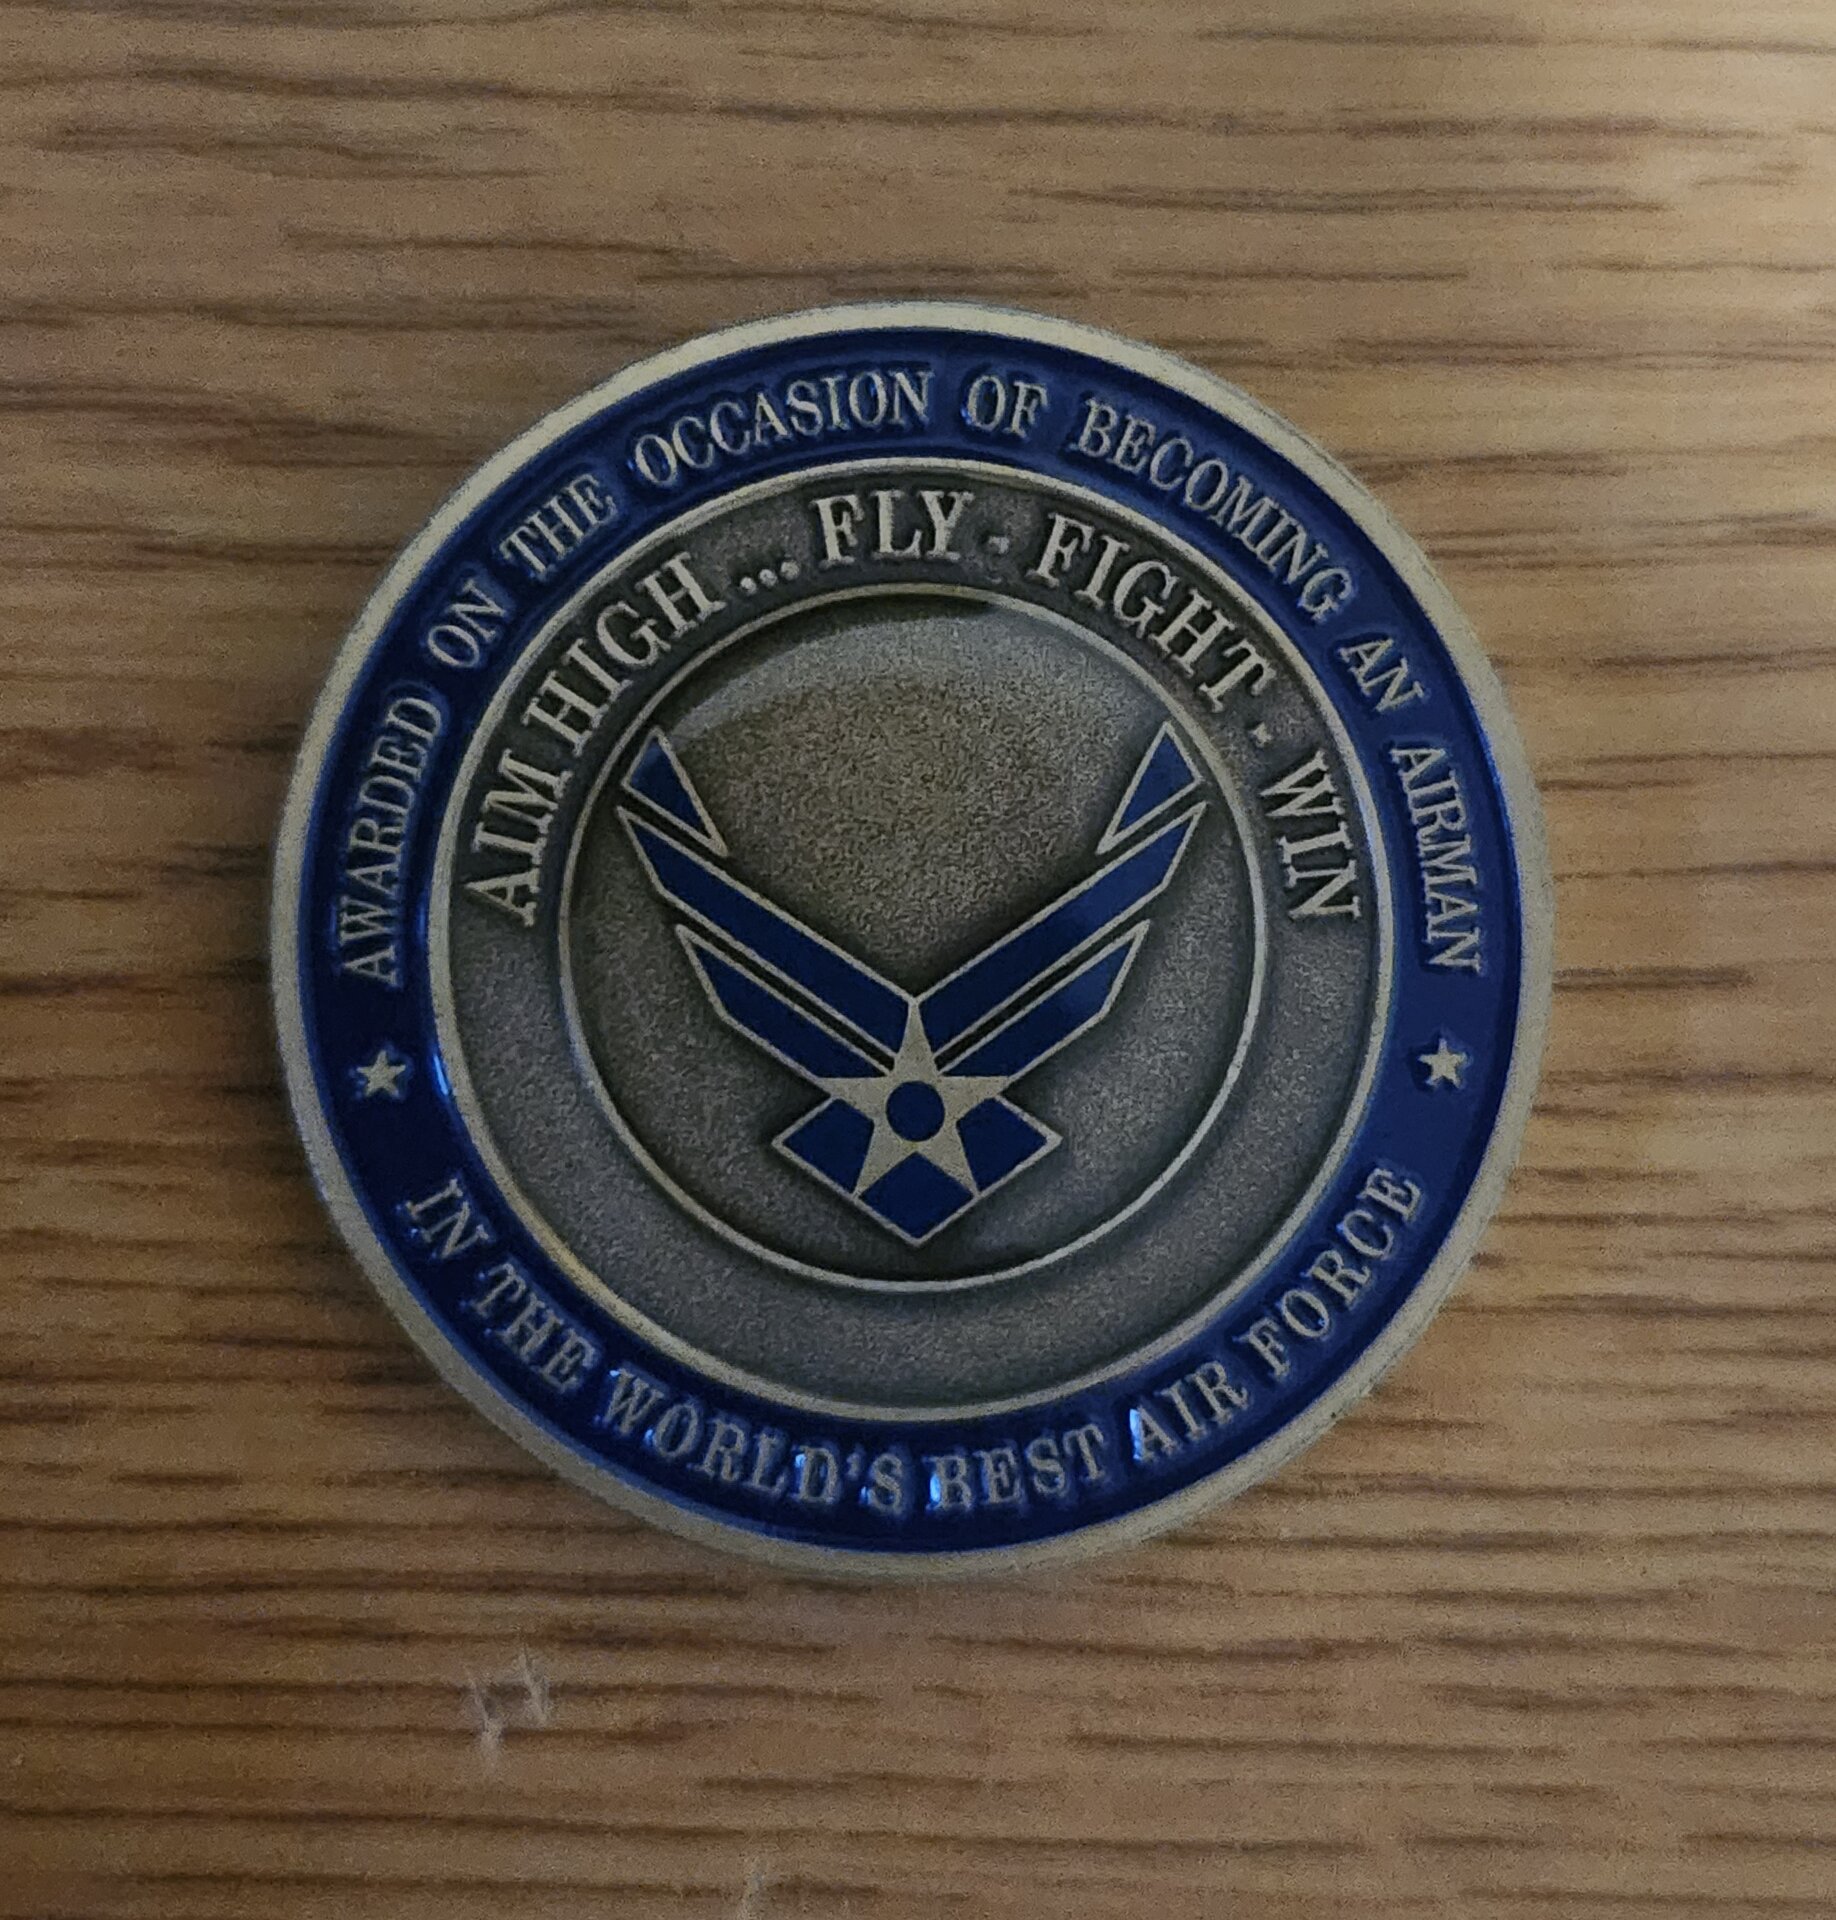 AWARDED ON THE OCCASION OF BECOMING AN AIRMAN
AIM HIGH ... FLY - FIGHT - WIN
IN THE WORLD'S BEST AIR FORCE